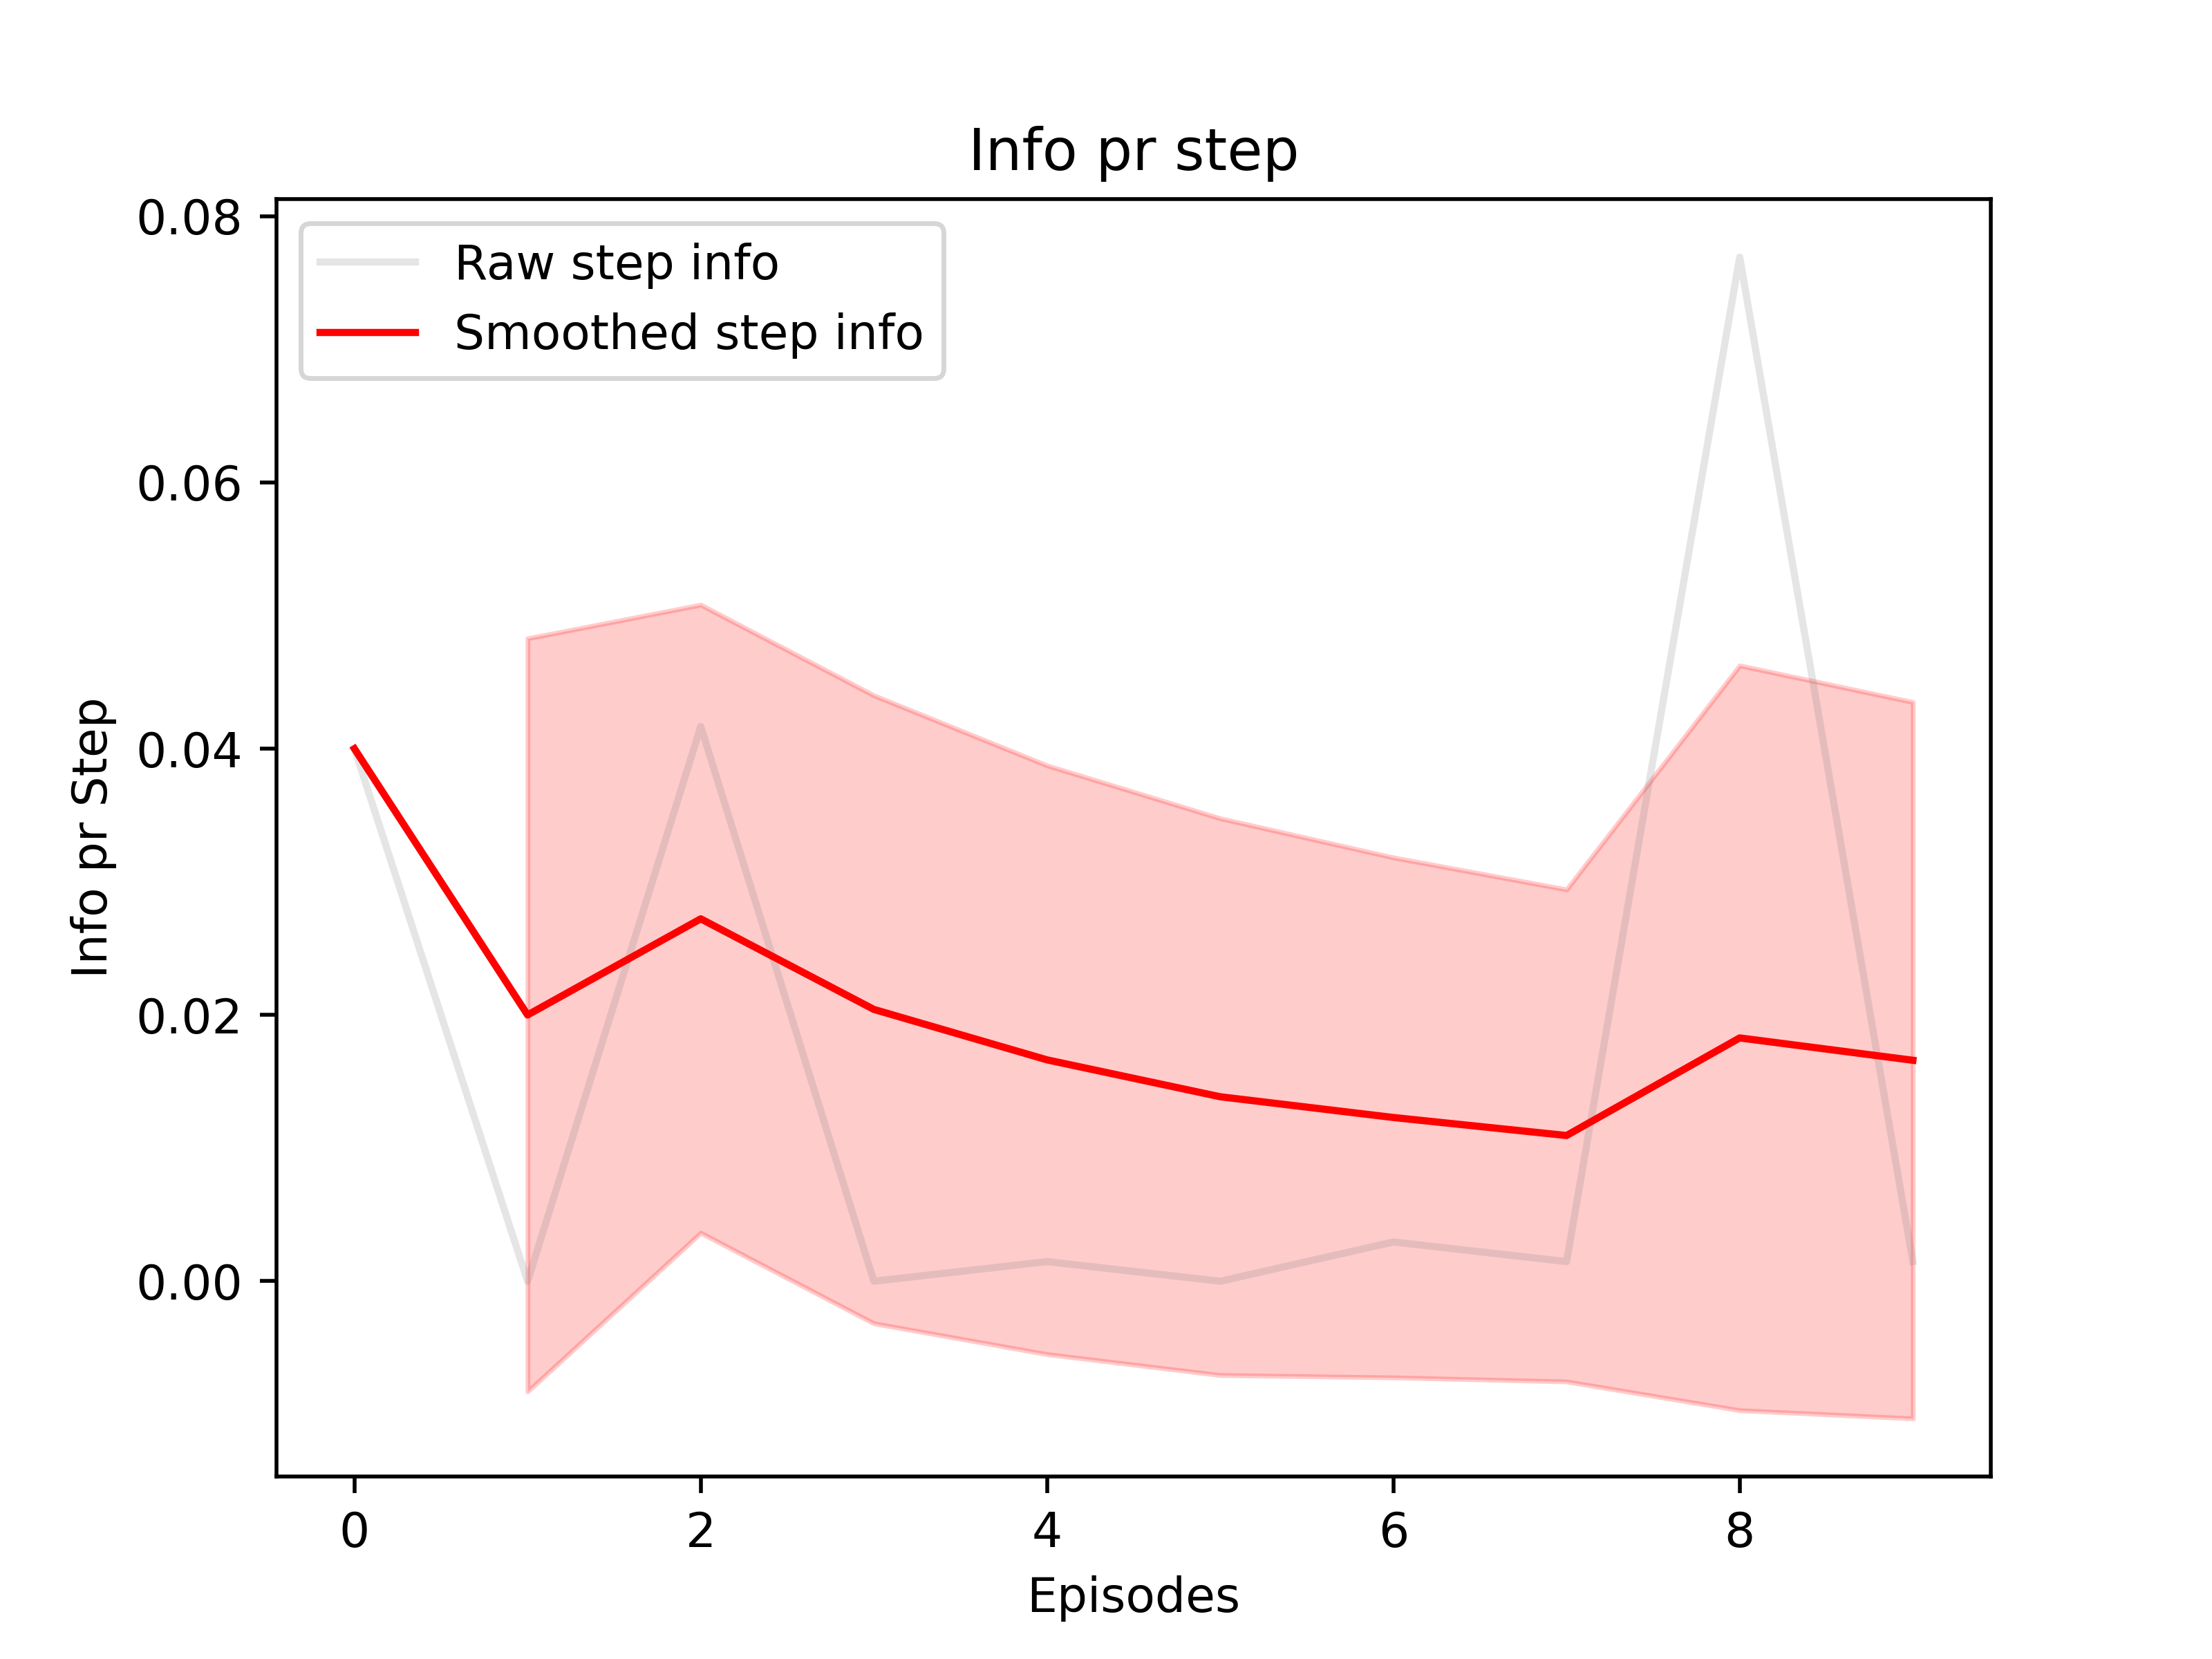 Info pr step
Raw step info
Smoothed step info
0.08
0.06
0.04
0.02
0.00
Info pr Step
0 2 4 6 8
Episodes